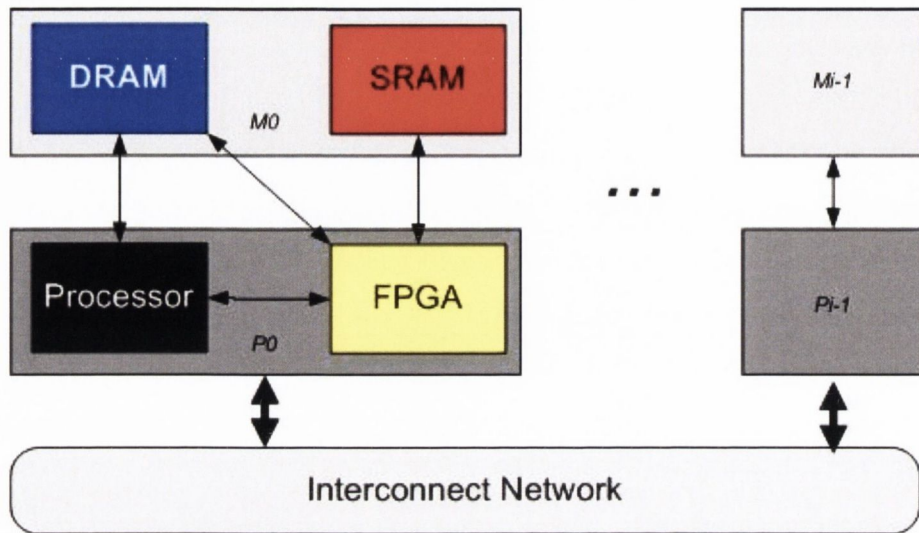 DRAM
SRAM
M0
Mi-1
...
Processor
FPGA
P0
Pi-1
Interconnect Network